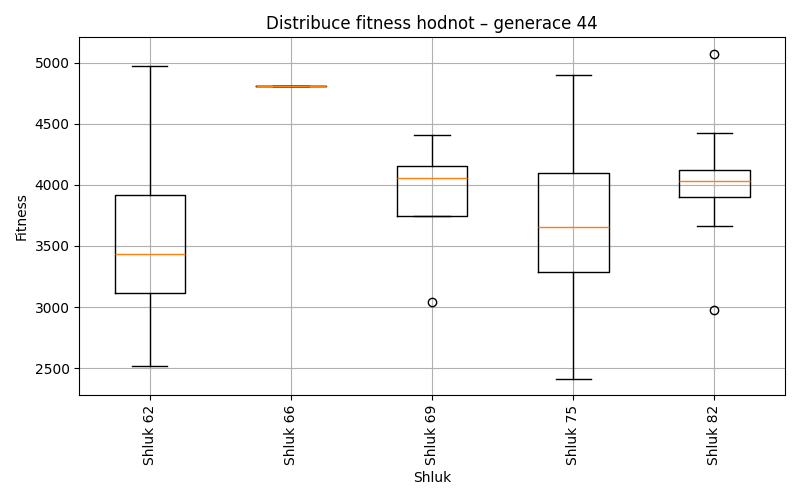 Distribuce fitness hodnot – generace 44
5000
4500
4000
3500
3000
2500
Fitness
Shluk 62
Shluk 66
Shluk 69
Shluk 75
Shluk 82
Shluk